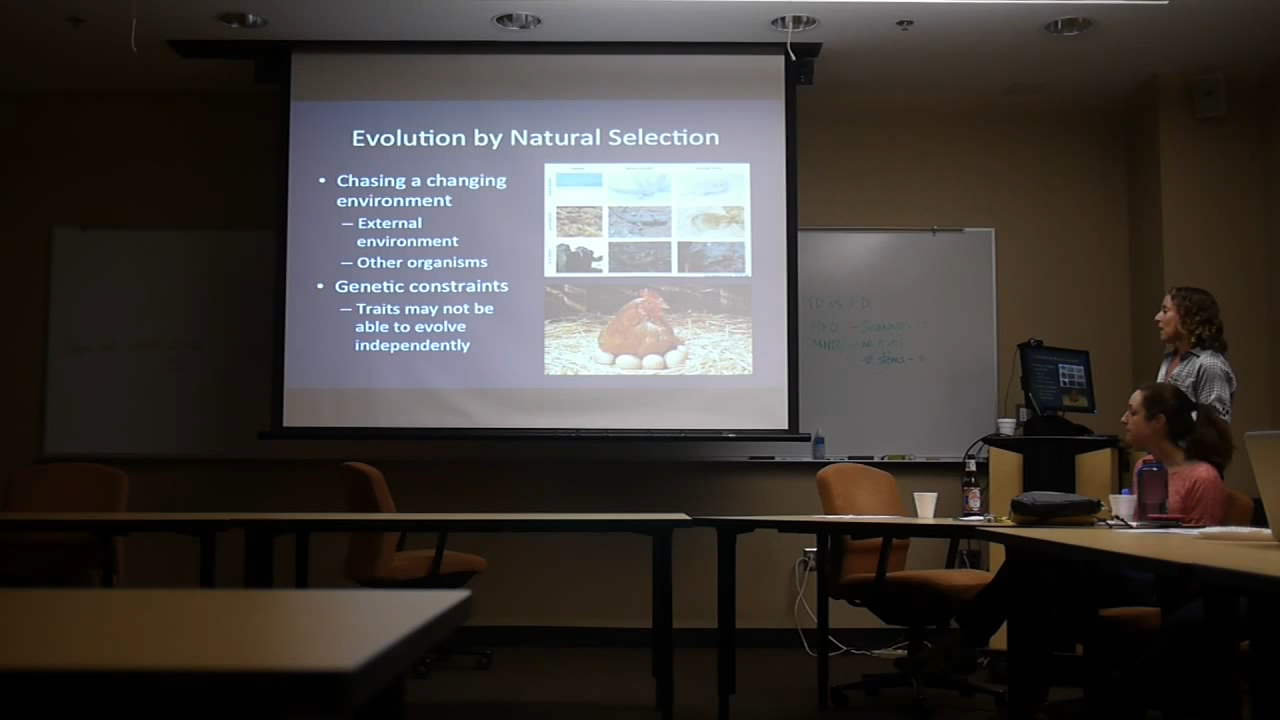 Evolution by Natural Selection
• Chasing a changing
environment
– External
environment
– Other organisms
• Genetic constraints
– Traits may not be
able to evolve
independently